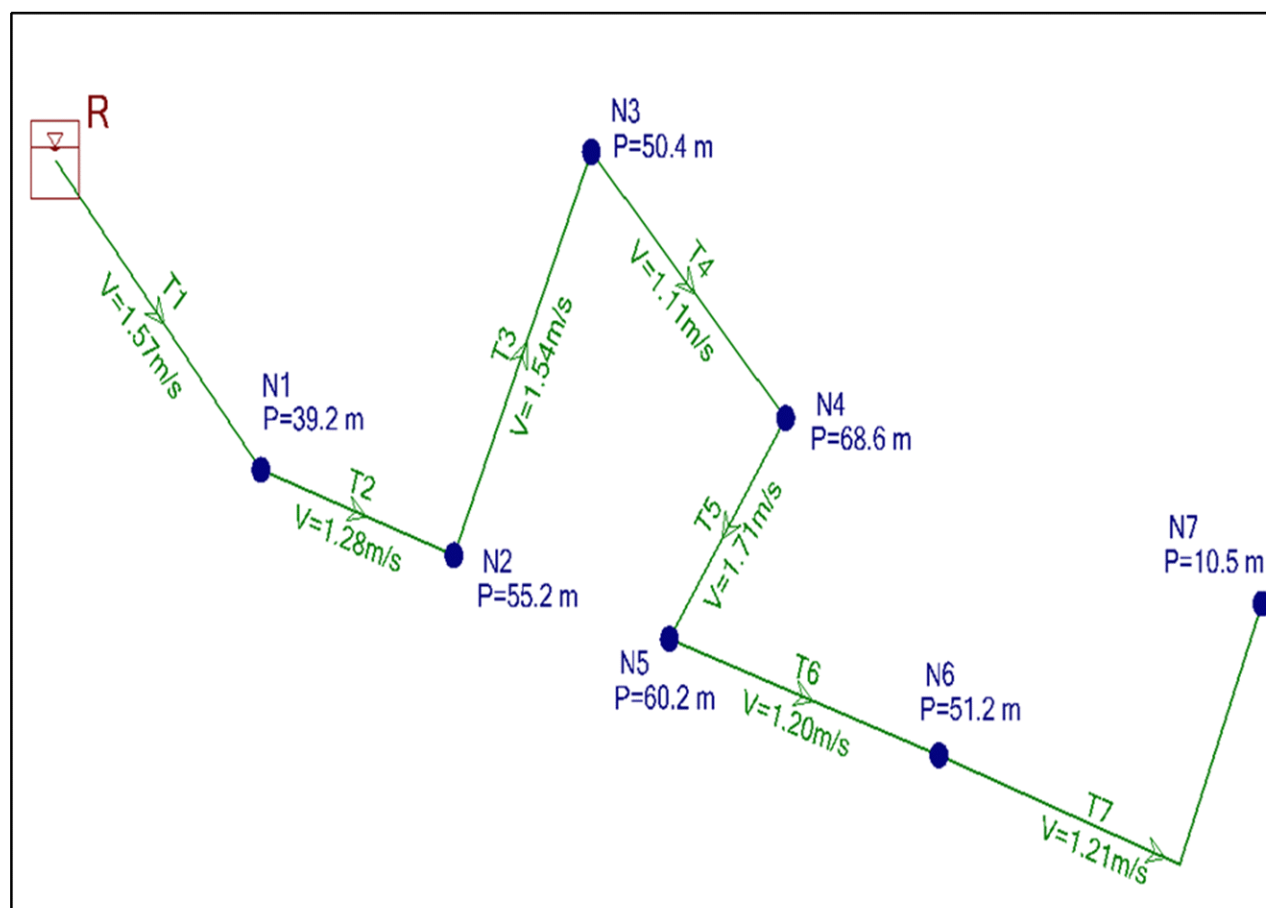 R
T1
V=1.57m/s
N1
P=39.2 m
T2
V=1.28m/s
N2
P=55.2 m
T3
V=1.54m/s
N3
P=50.4 m
T4
V=1.11m/s
N4
P=68.6 m
T5
V=1.71m/s
N5
P=60.2 m
T6
V=1.20m/s
N6
P=51.2 m
T7
V=1.21m/s
N7
P=10.5 m